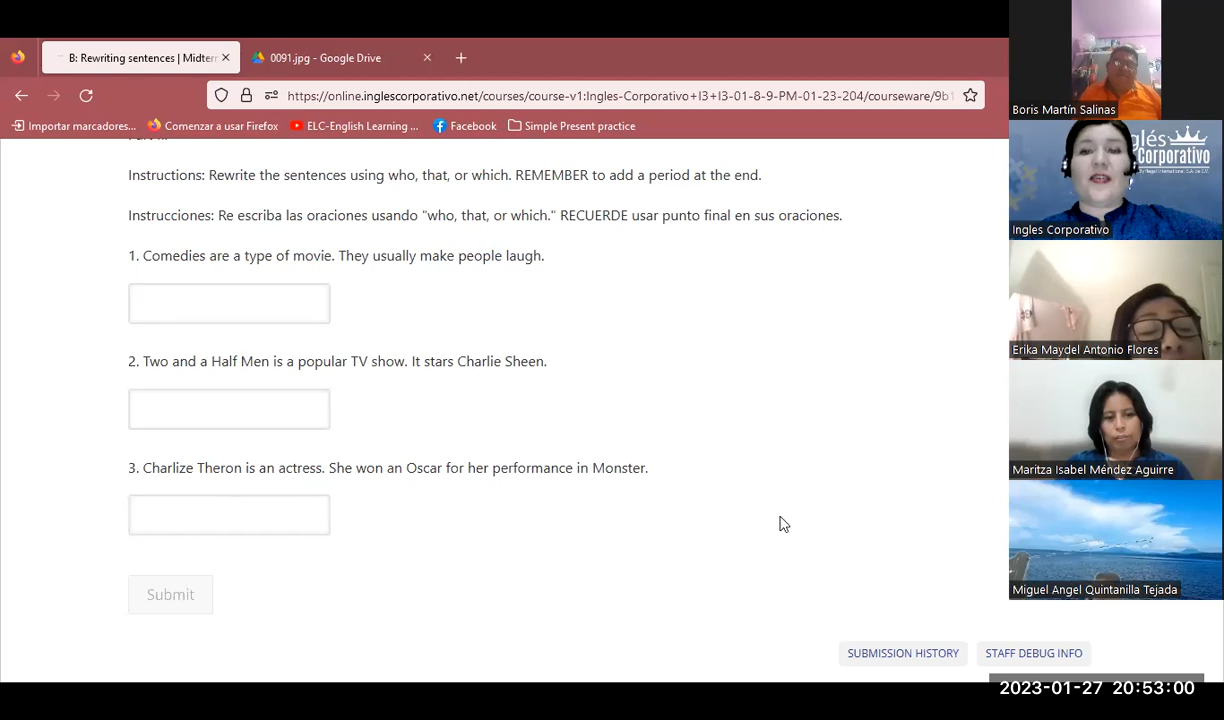 B: Rewriting sentences | Midterm
0091.jpg - Google Drive
https://online.inglescorporativo.net/courses/course-v1:Ingles-Corporativo+I3+I3-01-8-9-PM-01-23-204/courseware/9b1
Importar marcadores... Comenzar a usar Firefox ELC-English Learning ... Facebook Simple Present practice
Instructions: Rewrite the sentences using who, that, or which. REMEMBER to add a period at the end.
Instrucciones: Re escriba las oraciones usando "who, that, or which." RECUERDE usar punto final en sus oraciones.
1. Comedies are a type of movie. They usually make people laugh.
2. Two and a Half Men is a popular TV show. It stars Charlie Sheen.
3. Charlize Theron is an actress. She won an Oscar for her performance in Monster.
Submit
SUBMISSION HISTORY STAFF DEBUG INFO
Boris Martín Salinas
glés
orporativo
Ingles Corporativo
Erika Maydel Antonio Flores
Maritza Isabel Méndez Aguirre
Miguel Angel Quintanilla Tejada
2023-01-27 20:53:00